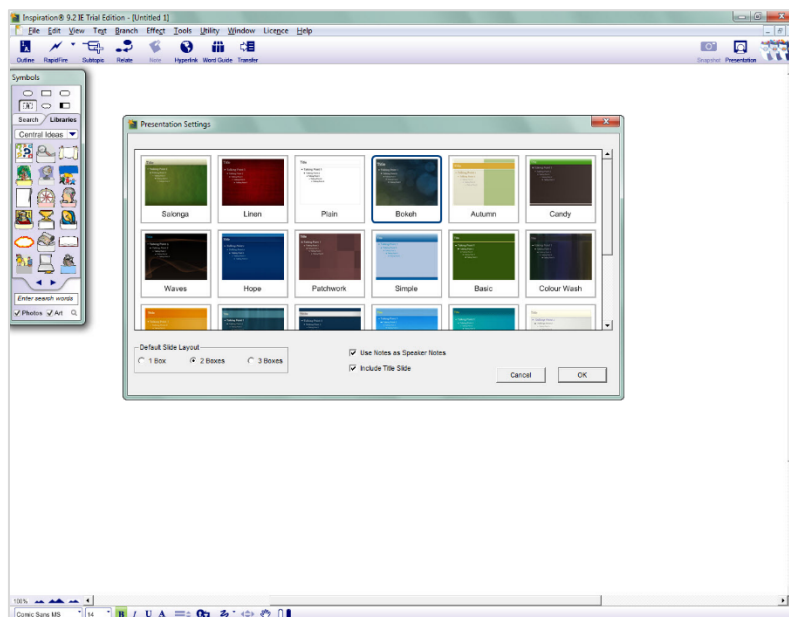 Inspiration® 9.2 IE Trial Edition - [Untitled 1]
File Edit View Text Branch Effect Tools Utility Window Licence Help
Outline RapidFire Subtopic Relate Note Hyperlink Word Guide Transfer Snapshot Presentation
Symbols
Search Libraries
Central Ideas
Enter search words
Photos Art
Presentation Settings
Salonga Linen Plain Bokeh Autumn Candy
Waves Hope Patchwork Simple Basic Colour Wash
Default Slide Layout
1 Box 2 Boxes 3 Boxes
Use Notes as Speaker Notes
Include Title Slide
Cancel OK
100%
Comic Sans MS 14 B I U A